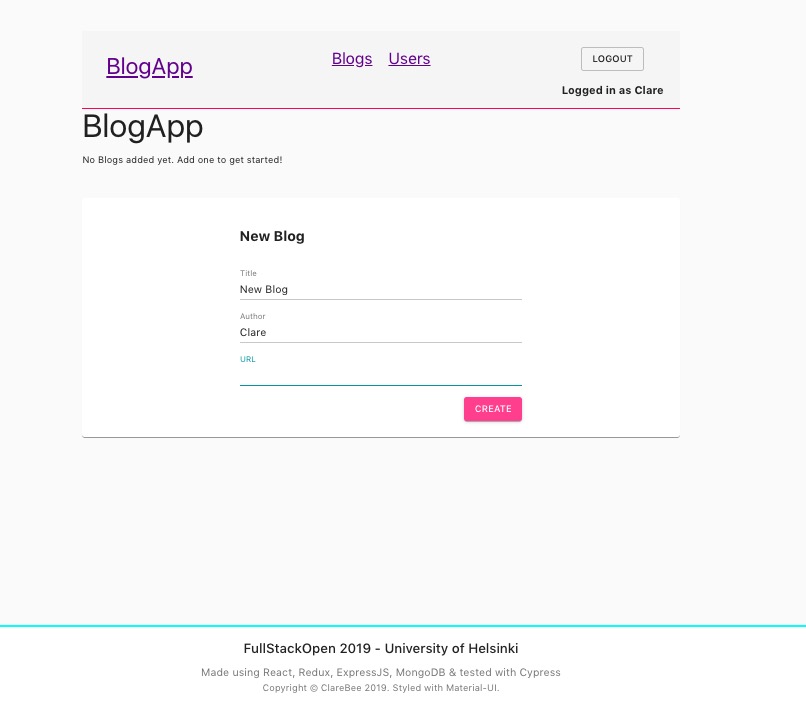 BlogApp
Blogs Users
LOGOUT
Logged in as Clare
BlogApp
No Blogs added yet. Add one to get started!
New Blog
Title
New Blog
Author
Clare
URL
CREATE
FullStackOpen 2019 - University of Helsinki
Made using React, Redux, ExpressJS, MongoDB & tested with Cypress
Copyright © ClareBee 2019. Styled with Material-UI.